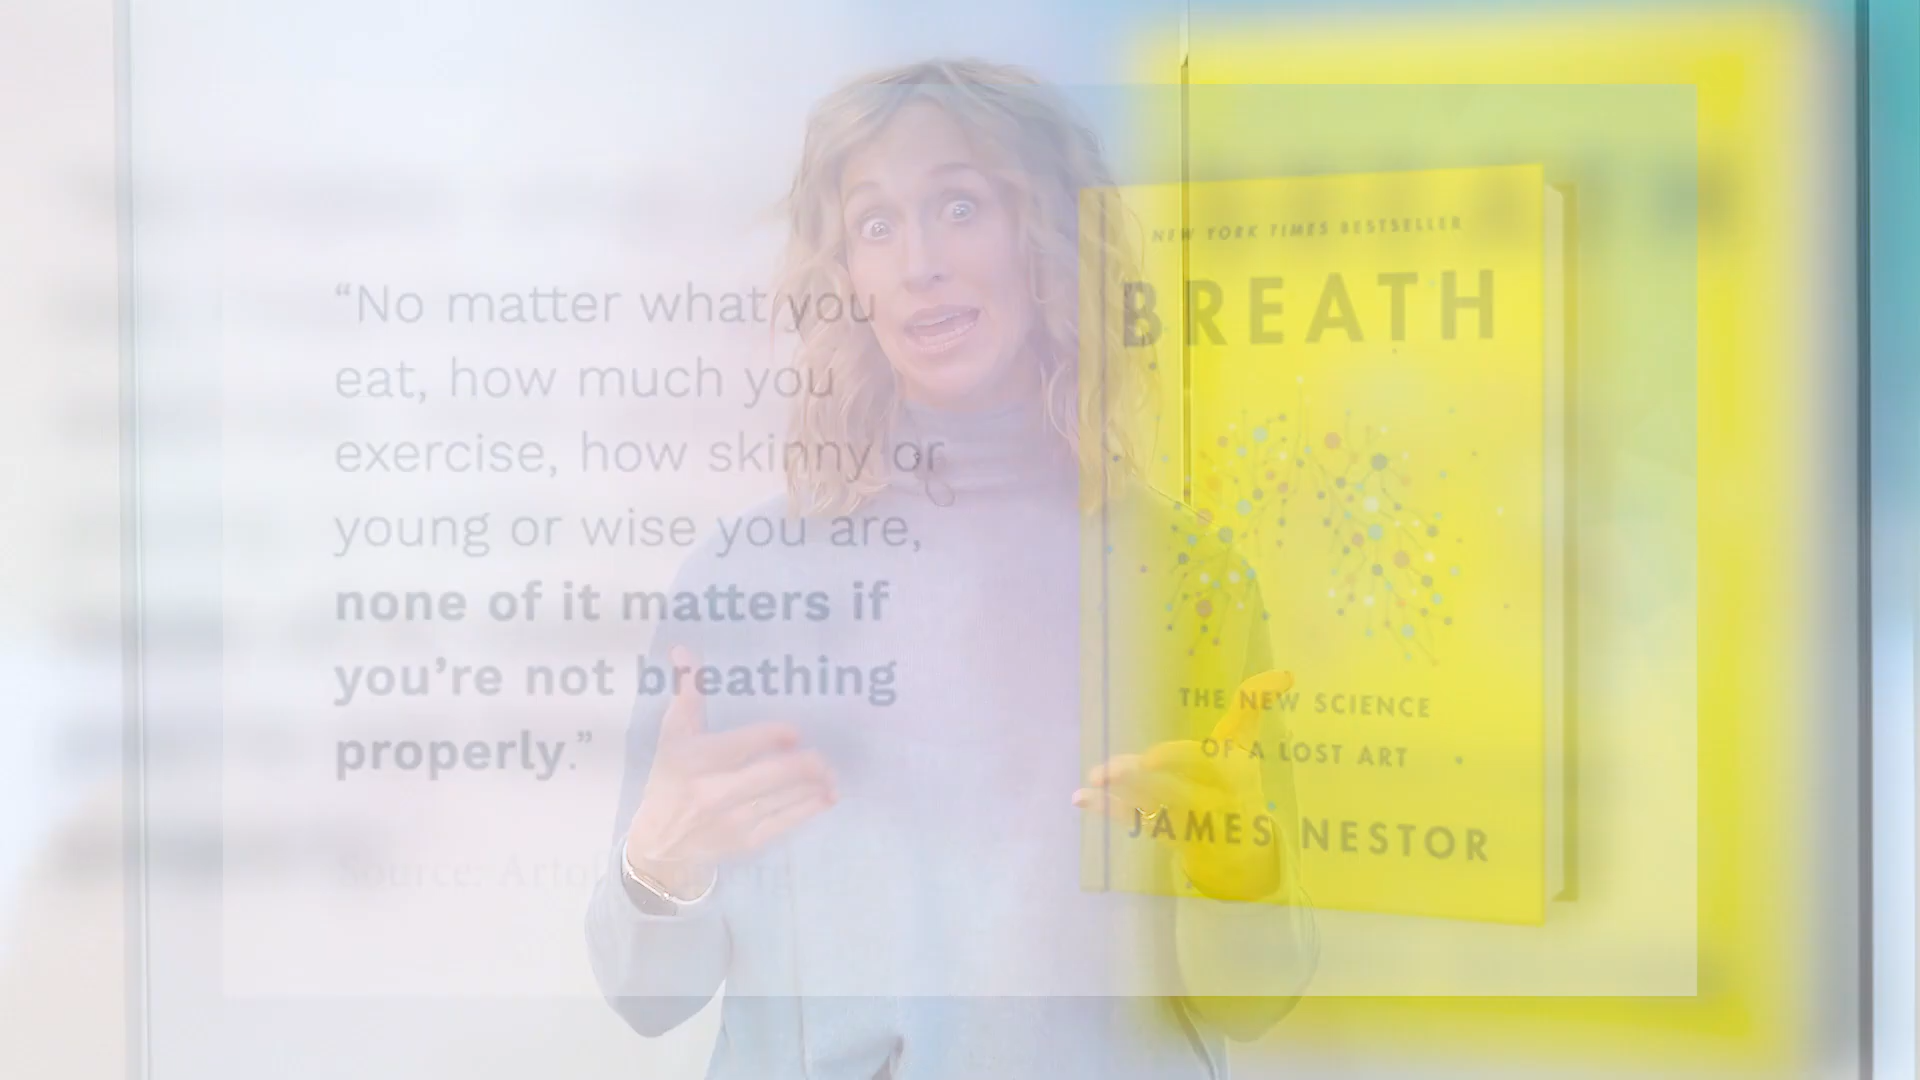 “No matter what you
eat, how much you
exercise, how skinny or
young or wise you are,
none of it matters if
you’re not breathing
properly.”
Source:
NEW YORK TIMES BESTSELLER
BREATH
THE NEW SCIENCE
OF A LOST ART
JAMES NESTOR